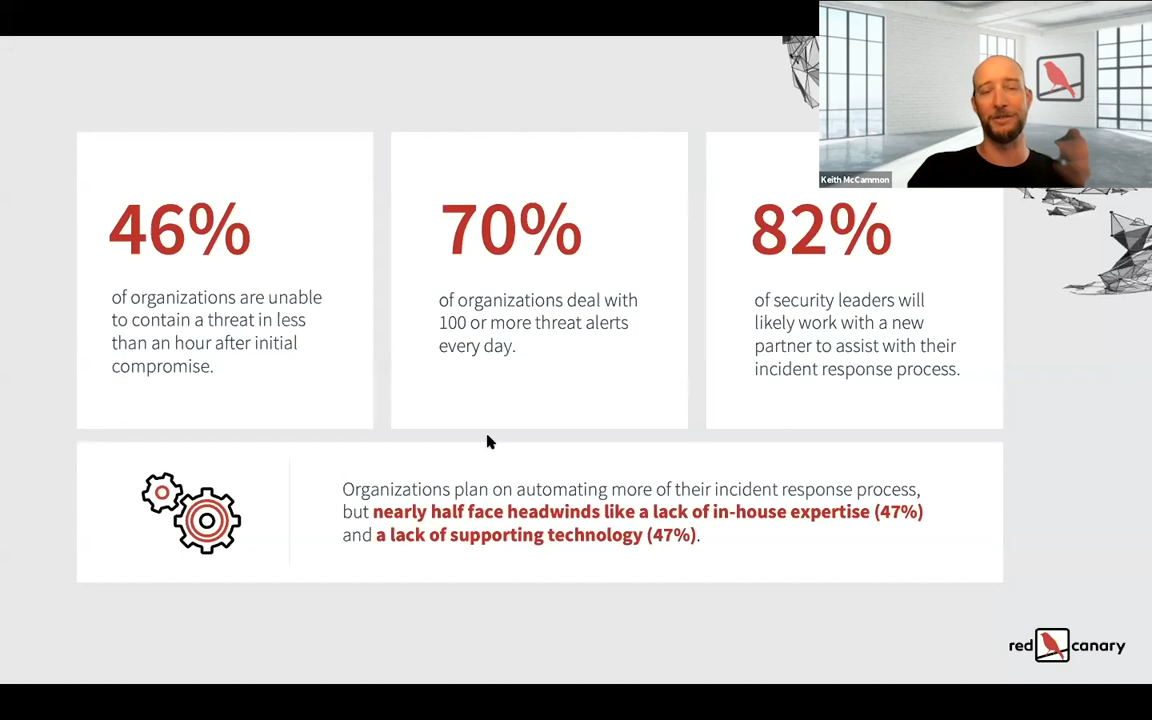 Keith McCammon
46%
of organizations are unable
to contain a threat in less
than an hour after initial
compromise.
70%
of organizations deal with
100 or more threat alerts
every day.
82%
of security leaders will
likely work with a new
partner to assist with their
incident response process.
Organizations plan on automating more of their incident response process,
but nearly half face headwinds like a lack of in-house expertise (47%)
and a lack of supporting technology (47%).
red canary